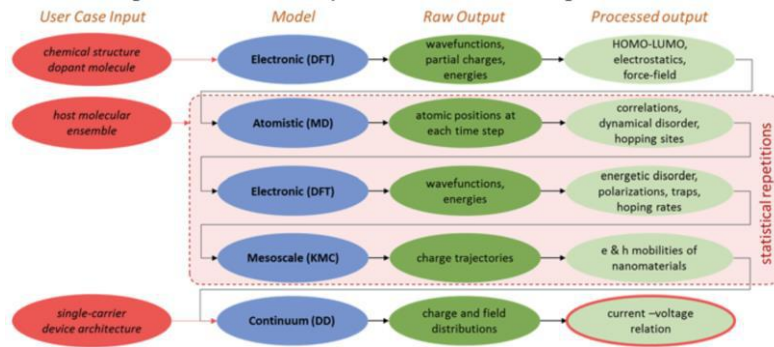 User Case Input Model Raw Output Processed output
chemical structure
dopant molecule
Electronic (DFT)
wavefunctions,
partial charges,
energies
HOMO-LUMO,
electrostatics,
force-field
host molecular
ensemble
Atomistic (MD)
atomic positions at
each time step
correlations,
dynamical disorder,
hopping sites
Electronic (DFT)
wavefunctions,
energies
energetic disorder,
polarizations, traps,
hoping rates
Mesoscale (KMC)
charge trajectories
e & h mobilities of
nanomaterials
statistical repetitions
single-carrier
device architecture
Continuum (DD)
charge and field
distributions
current –voltage
relation